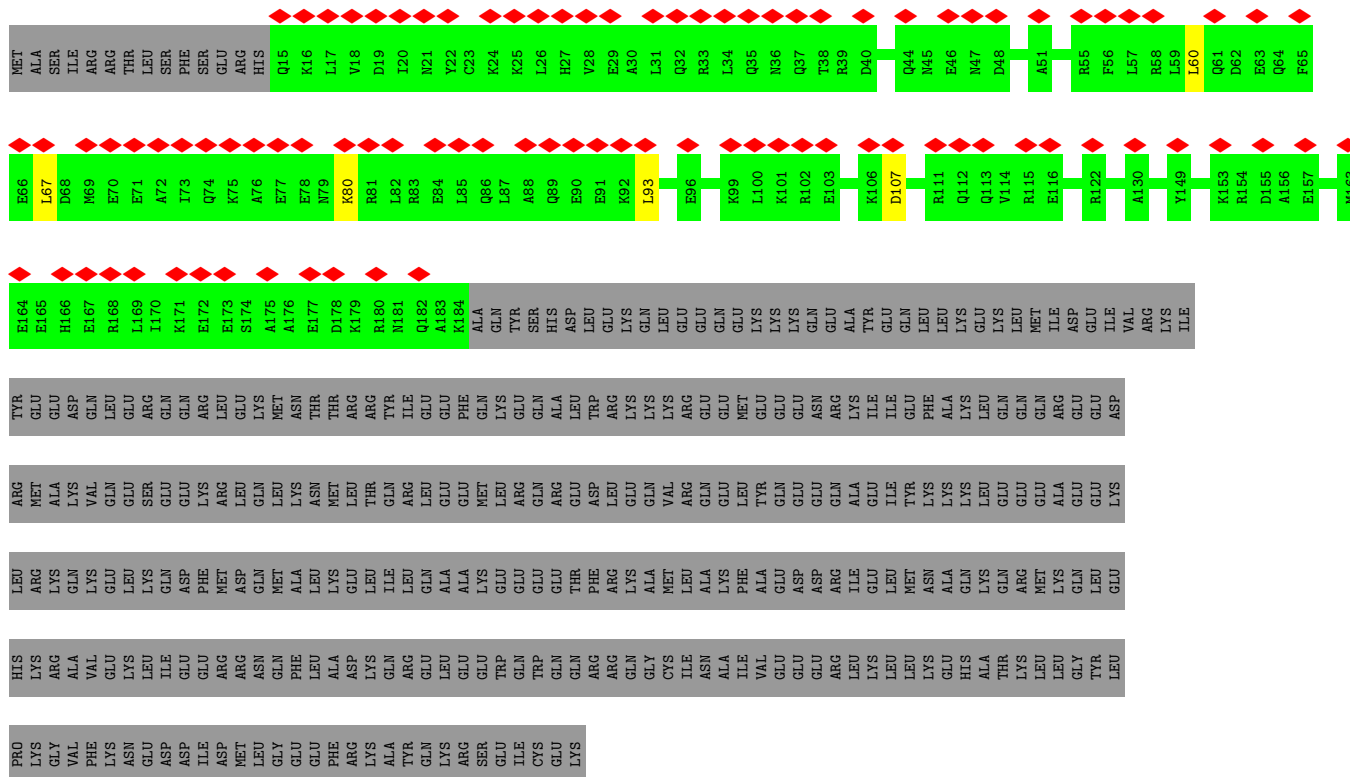 MET ALA SER ILE ARG ARG THR LEU SER PHE SER GLU ARG HIS Q15 K16 L17 V18 D19 I20 N21 Y22 C23 K24 K25 L26 H27 V28 E29 A30 L31 Q32 R33 L34 Q35 N36 Q37 T38 R39 D40 Q44 N45 E46 N47 D48 A51 R55 F56 L57 R58 L59 L60 Q61 D62 E63 Q64 F65
E66 L67 D68 M69 E70 E71 A72 I73 Q74 K75 A76 E77 E78 N79 K80 R81 L82 R83 E84 L85 Q86 L87 A88 Q89 E90 E91 K92 L93 E96 K99 L100 K101 R102 E103 K106 D107 R111 Q112 Q113 V114 R115 E116 R122 A130 Y149 K153 R154 D155 A156 E157 M163
E164 E165 H166 E167 R168 L169 I170 K171 E172 E173 S174 A175 A176 E177 D178 K179 R180 N181 Q182 A183 K184 ALA GLN TYR SER HIS ASP LEU GLU LYS GLN LEU GLU GLU GLN GLU LYS LYS LYS GLN GLU ALA TYR GLU GLN LEU LEU LYS GLU LYS LEU MET ILE ASP GLU ILE VAL ARG LYS ILE
TYR GLU GLU ASP GLN LEU GLU ARG GLN GLN ARG LEU GLU LYS MET ASN THR THR ARG ARG TYR ILE GLU GLU PHE GLN LYS GLU GLN ALA LEU TRP ARG LYS LYS LYS ARG GLU GLU MET GLU GLU GLU ASN ARG LYS ILE ILE GLU PHE ALA LYS LEU GLN GLN GLN ARG GLU GLU ASP
ARG MET ALA LYS VAL GLN GLU SER GLU GLU LYS ARG LEU GLN LEU LYS ASN MET LEU THR GLN ARG LEU GLU GLU MET LEU ARG GLN ARG GLU ASP LEU GLU GLN VAL ARG GLN GLU LEU TYR GLN GLU GLU GLN ALA GLU ILE TYR LYS LYS LYS LEU GLU GLU GLU ALA GLU GLU LYS
LEU ARG LYS GLN LYS GLU LEU LYS GLN ASP PHE MET ASP GLN MET ALA LEU LYS GLU LEU ILE LEU GLN ALA ALA LYS GLU GLU GLU GLU THR PHE ARG LYS ALA MET LEU ALA LYS PHE ALA GLU ASP ASP ARG ILE GLU LEU MET ASN ALA GLN LYS GLN ARG MET LYS GLN LEU GLU
HIS LYS ARG ALA VAL GLU LYS LEU ILE GLU GLU ARG ARG ASN GLN PHE LEU ALA ASP LYS GLN ARG GLU LEU GLU GLU TRP GLN TRP GLN GLN ARG ARG GLN GLY CYS ILE ASN ALA ILE VAL GLU GLU GLU ARG LEU LYS LEU LEU LYS GLU HIS ALA THR LYS LEU LEU GLY TYR LEU
PRO LYS GLY VAL PHE LYS ASN GLU ASP ASP ILE ASP MET LEU GLY GLU GLU PHE ARG LYS ALA TYR GLN LYS ARG SER GLU ILE CYS GLU LYS